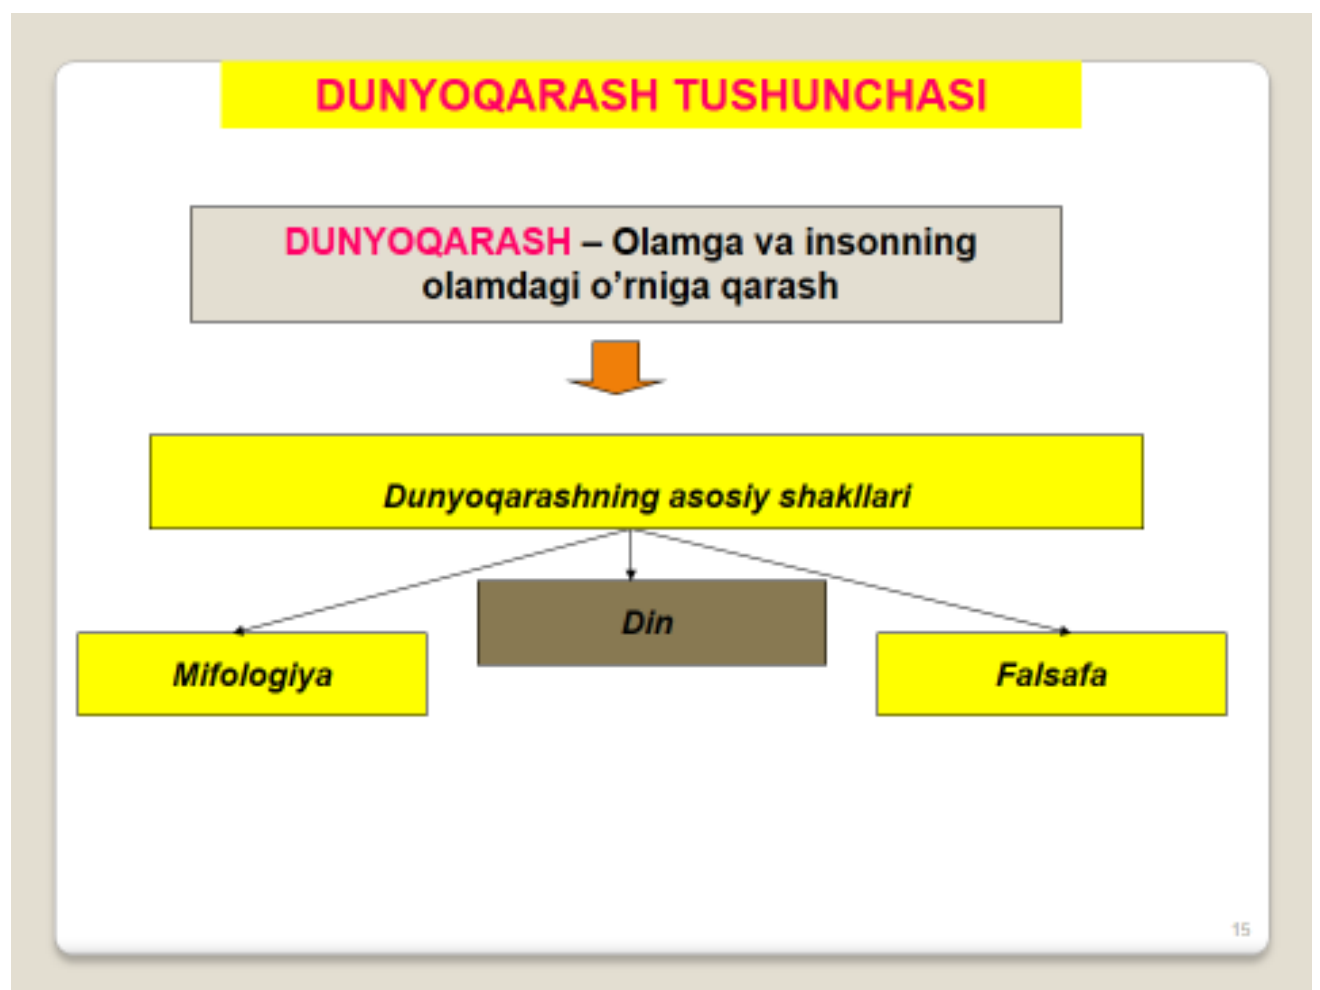 DUNYOQARASH TUSHUNCHASI
DUNYOQARASH – Olamga va insonning
olamdagi o’rniga qarash
Dunyoqarashning asosiy shakllari
Din
Mifologiya
Falsafa
15